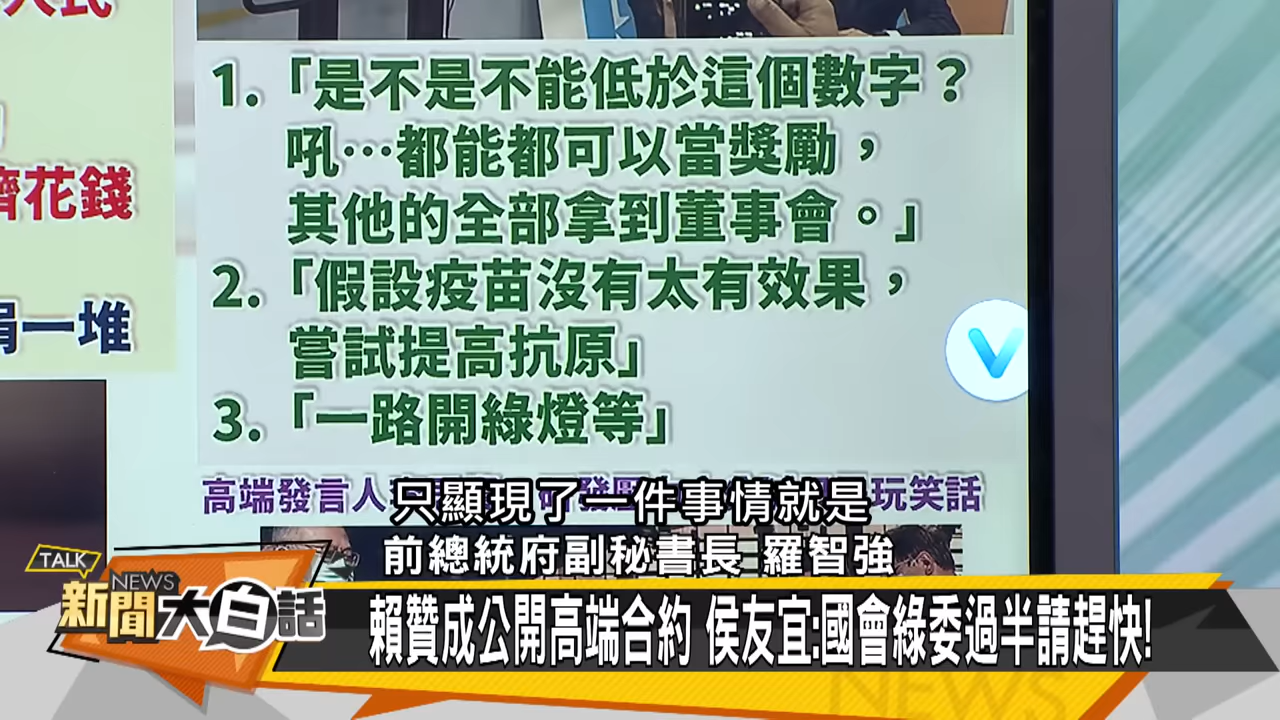 人民
濟花錢
捐一堆
1.「是不是不能低於這個數字？
吼…都能都可以當獎勵，
其他的全部拿到董事會。」
2.「假設疫苗沒有太有效果，
嘗試提高抗原」
3.「一路開綠燈等」
高端發言人
玩笑話
只顯現了一件事情就是
前總統府副秘書長 羅智強
TALK
NEWS
新聞大白話
賴贊成公開高端合約 侯友宜:國會綠委過半請趕快!
NEWS